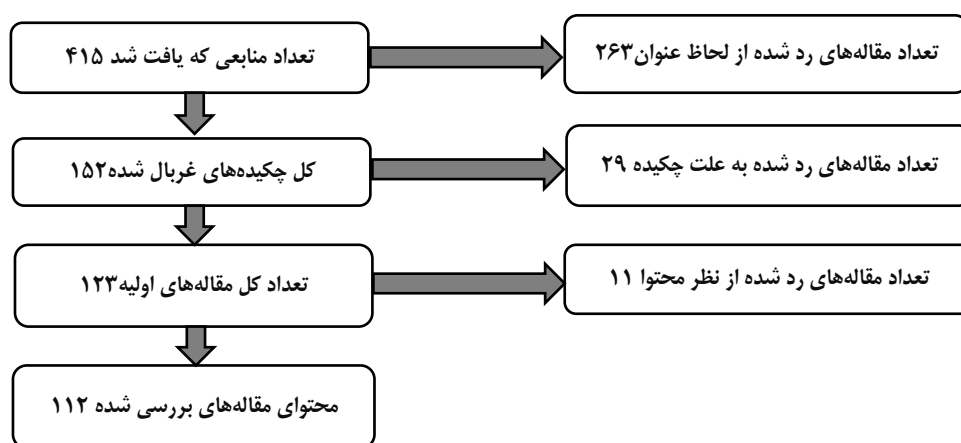 تعداد منابعی که یافت شد ۴۱۵
تعداد مقاله‌های رد شده از لحاظ عنوان۲۶۳
کل چکیده‌های غربال شده۱۵۲
تعداد مقاله‌های رد شده به علت چکیده ۲۹
تعداد کل مقاله‌های اولیه۱۲۳
تعداد مقاله‌های رد شده از نظر محتوا ۱۱
محتوای مقاله‌های بررسی شده ۱۱۲